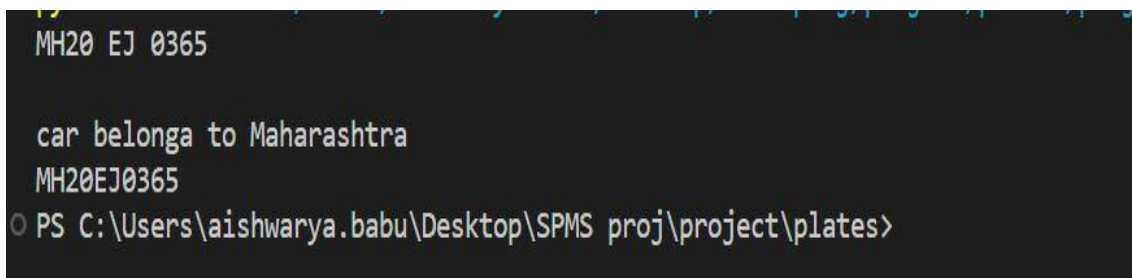 MH20 EJ 0365
car belonga to Maharashtra
MH20EJ0365
PS C:\Users\aishwarya.babu\Desktop\SPMS proj\project\plates>